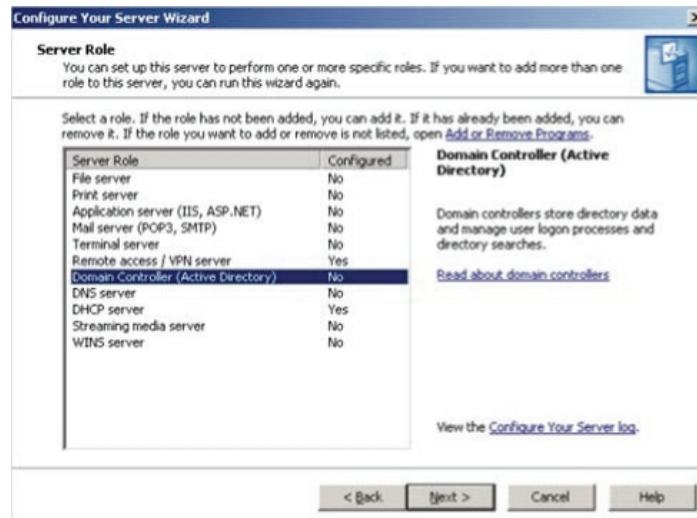 Configure Your Server Wizard
Server Role
You can set up this server to perform one or more specific roles. If you want to add more than one
role to this server, you can run this wizard again.
Select a role. If the role has not been added, you can add it. If it has already been added, you can
remove it. If the role you want to add or remove is not listed, open Add or Remove Programs.
Server Role Configured
File server No
Print server No
Application server (IIS, ASP.NET) No
Mail server (POP3, SMTP) No
Terminal server No
Remote access / VPN server Yes
Domain Controller (Active Directory) No
DNS server No
DHCP server Yes
Streaming media server No
WINS server No
Domain Controller (Active
Directory)
Domain controllers store directory data
and manage user logon processes and
directory searches.
Read about domain controllers
View the Configure Your Server log.
< Back Next > Cancel Help